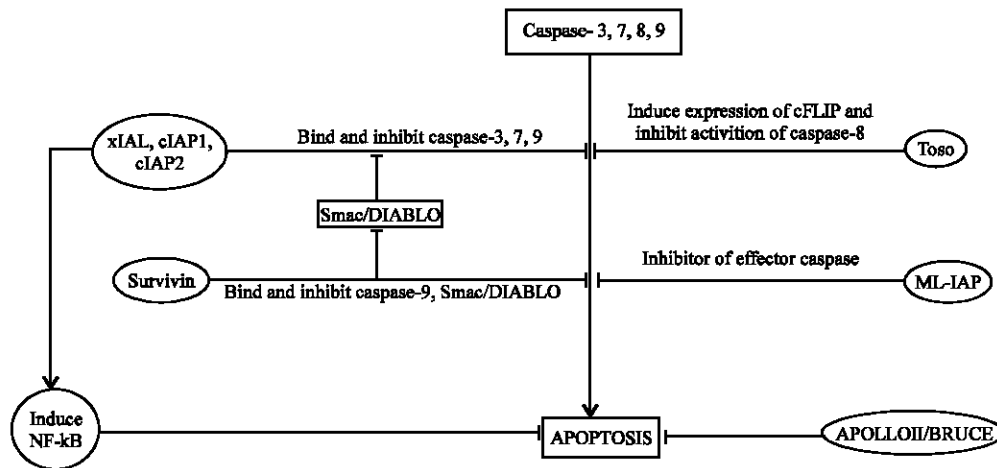 Caspase- 3, 7, 8, 9
Induce expression of cFLIP and
inhibit activition of caspase-8
xIAL, cIAP1,
cIAP2
Bind and inhibit caspase-3, 7, 9
Toso
Smac/DIABLO
Inhibitor of effector caspase
Survivin
Bind and inhibit caspase-9, Smac/DIABLO
ML-IAP
Induce
NF-kB
APOPTOSIS
APOLLOII/BRUCE